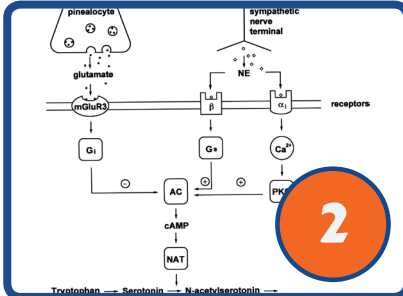 pinealocyte
sympathetic
nerve
terminal
glutamate
NE
mGluR3
β
α1
receptors
Gi
Gs
Ca2+
− + +
AC
cAMP
NAT
2
Tryptophan → Serotonin → N-acetylserotonin →